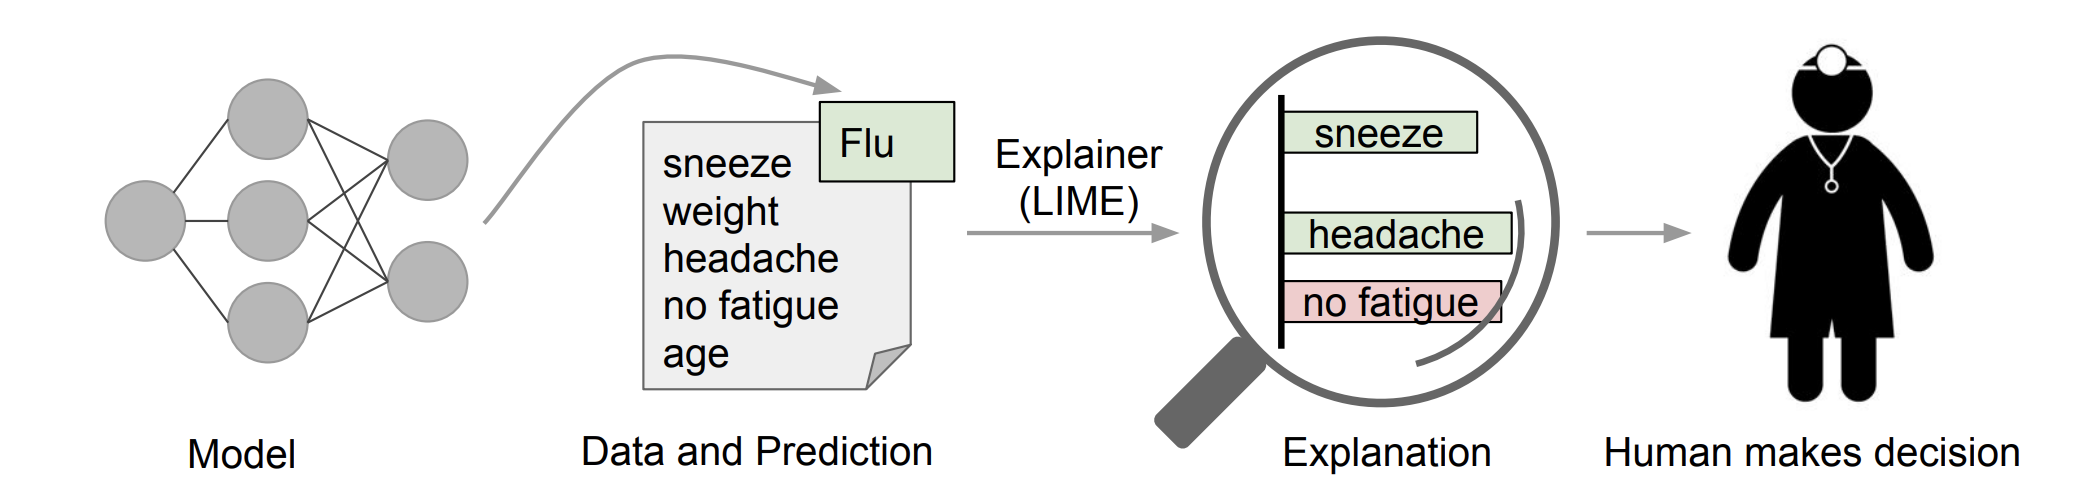 Flu
sneeze
weight
headache
no fatigue
age
Explainer
(LIME)
sneeze
headache
no fatigue
Model
Data and Prediction
Explanation
Human makes decision